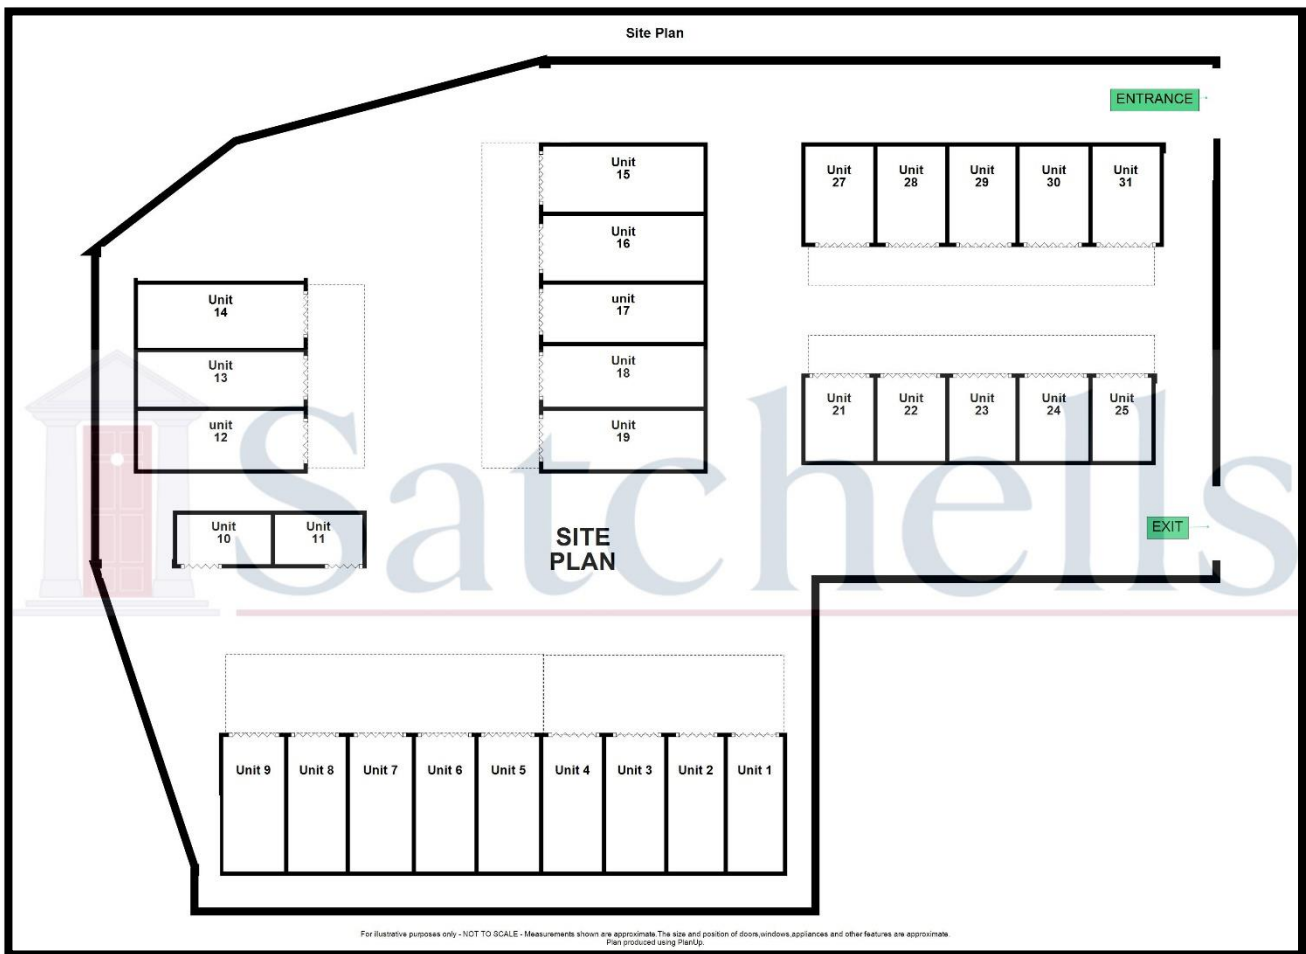 Site Plan
ENTRANCE
Unit
15
Unit
27
Unit
28
Unit
29
Unit
30
Unit
31
Unit
16
Unit
14
unit
17
Unit
13
Unit
18
Unit
21
Unit
22
Unit
23
Unit
24
Unit
25
unit
12
Unit
19
Satchells
Unit
10
Unit
11
SITE
PLAN
EXIT
Unit 9
Unit 8
Unit 7
Unit 6
Unit 5
Unit 4
Unit 3
Unit 2
Unit 1
For illustrative purposes only - NOT TO SCALE - Measurements shown are approximate.The size and position of doors,windows,appliances and other features are approximate.
Plan produced using PlanUp.